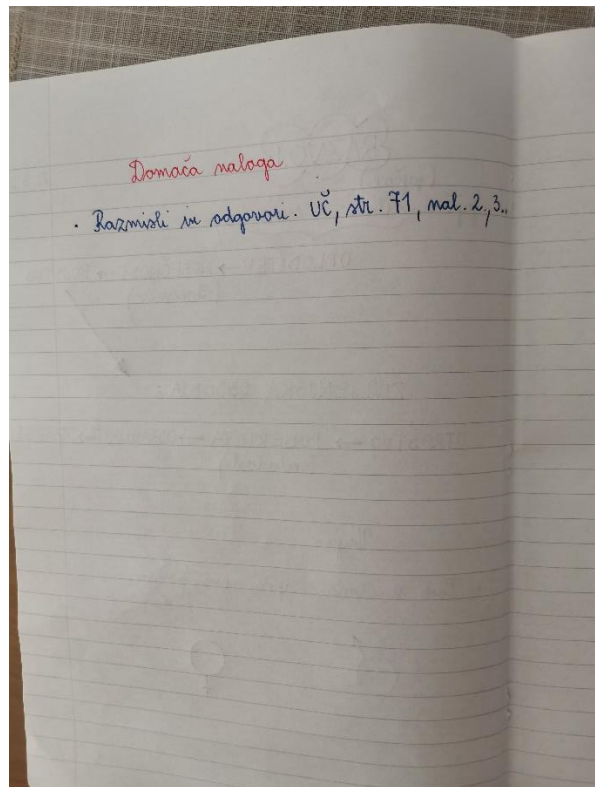 Domača naloga
· Razmisli in odgovori. UČ, str. 71, nal. 2.,3..